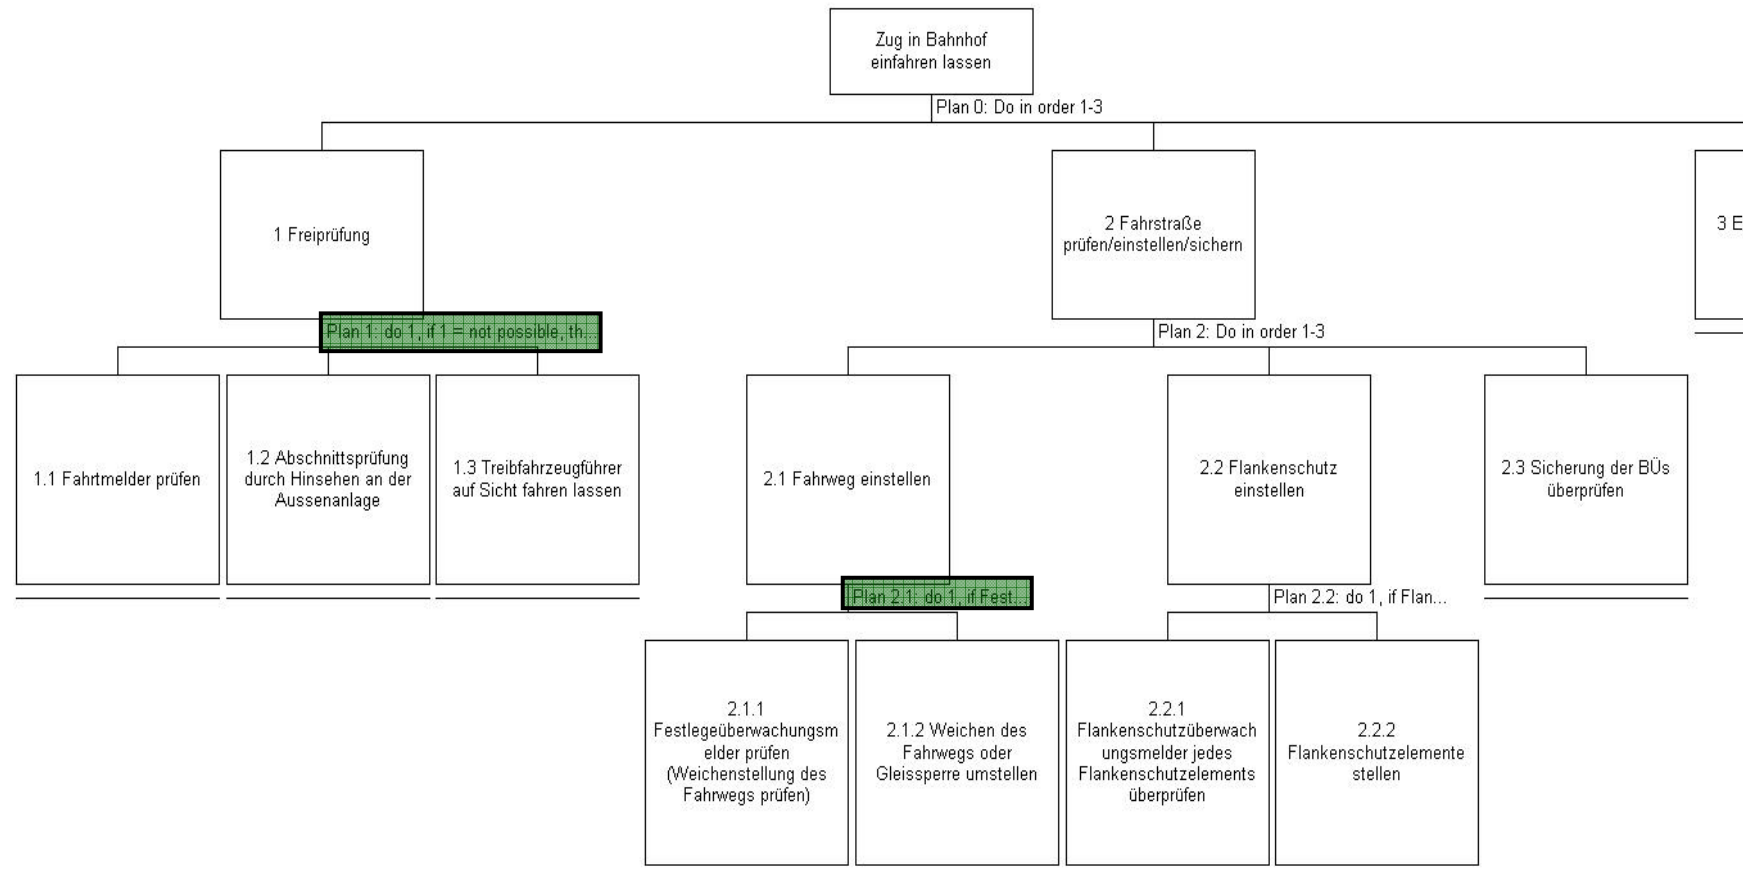 Zug in Bahnhof
einfahren lassen
Plan 0: Do in order 1-3
1 Freiprüfung
2 Fahrstraße
prüfen/einstellen/sichern
3 E
Plan 1: do 1, if 1 = not possible, th...
Plan 2: Do in order 1-3
1.1 Fahrtmelder prüfen
1.2 Abschnittsprüfung
durch Hinsehen an der
Aussenanlage
1.3 Treibfahrzeugführer
auf Sicht fahren lassen
2.1 Fahrweg einstellen
2.2 Flankenschutz
einstellen
2.3 Sicherung der BÜs
überprüfen
Plan 2.1: do 1, if Fest...
Plan 2.2: do 1, if Flan...
2.1.1
Festlegeüberwachungsm
elder prüfen
(Weichenstellung des
Fahrwegs prüfen)
2.1.2 Weichen des
Fahrwegs oder
Gleissperre umstellen
2.2.1
Flankenschutzüberwach
ungsmelder jedes
Flankenschutzelements
überprüfen
2.2.2
Flankenschutzelemente
stellen